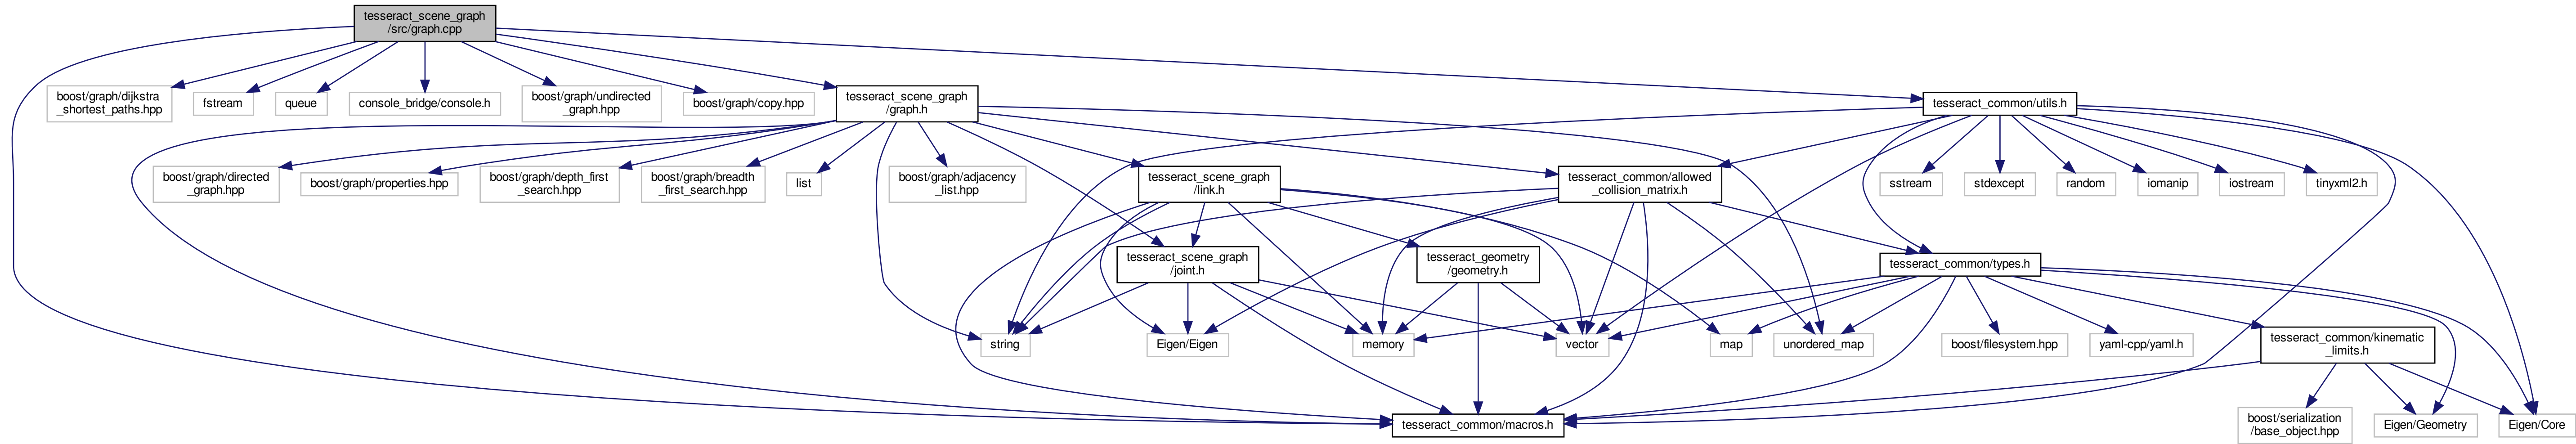 tesseract_scene_graph
/src/graph.cpp
boost/graph/dijkstra
_shortest_paths.hpp
fstream
queue
console_bridge/console.h
boost/graph/undirected
_graph.hpp
boost/graph/copy.hpp
tesseract_scene_graph
/graph.h
tesseract_common/utils.h
boost/graph/directed
_graph.hpp
boost/graph/properties.hpp
boost/graph/depth_first
_search.hpp
boost/graph/breadth
_first_search.hpp
list
boost/graph/adjacency
_list.hpp
tesseract_scene_graph
/link.h
tesseract_common/allowed
_collision_matrix.h
sstream
stdexcept
random
iomanip
iostream
tinyxml2.h
tesseract_scene_graph
/joint.h
tesseract_geometry
/geometry.h
tesseract_common/types.h
string
Eigen/Eigen
memory
vector
map
unordered_map
boost/filesystem.hpp
yaml-cpp/yaml.h
tesseract_common/kinematic
_limits.h
tesseract_common/macros.h
boost/serialization
/base_object.hpp
Eigen/Geometry
Eigen/Core